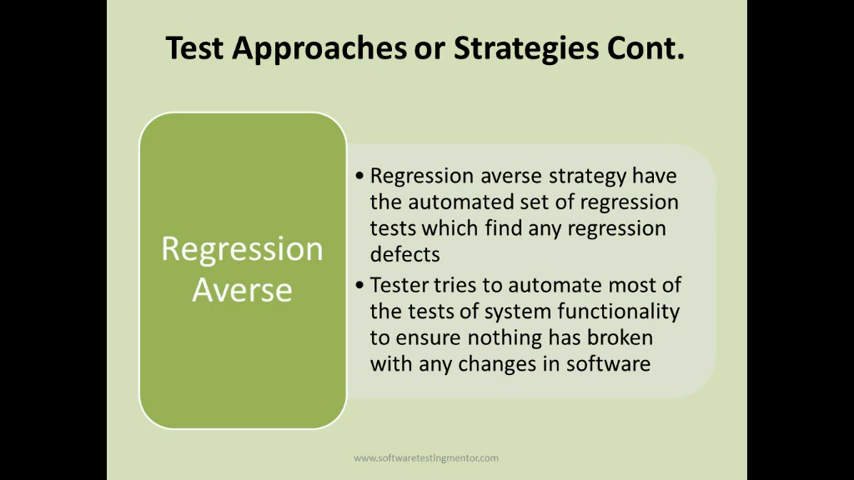 Test Approaches or Strategies Cont.
Regression
Averse
• Regression averse strategy have
the automated set of regression
tests which find any regression
defects
• Tester tries to automate most of
the tests of system functionality
to ensure nothing has broken
with any changes in software
www.softwaretestingmentor.com